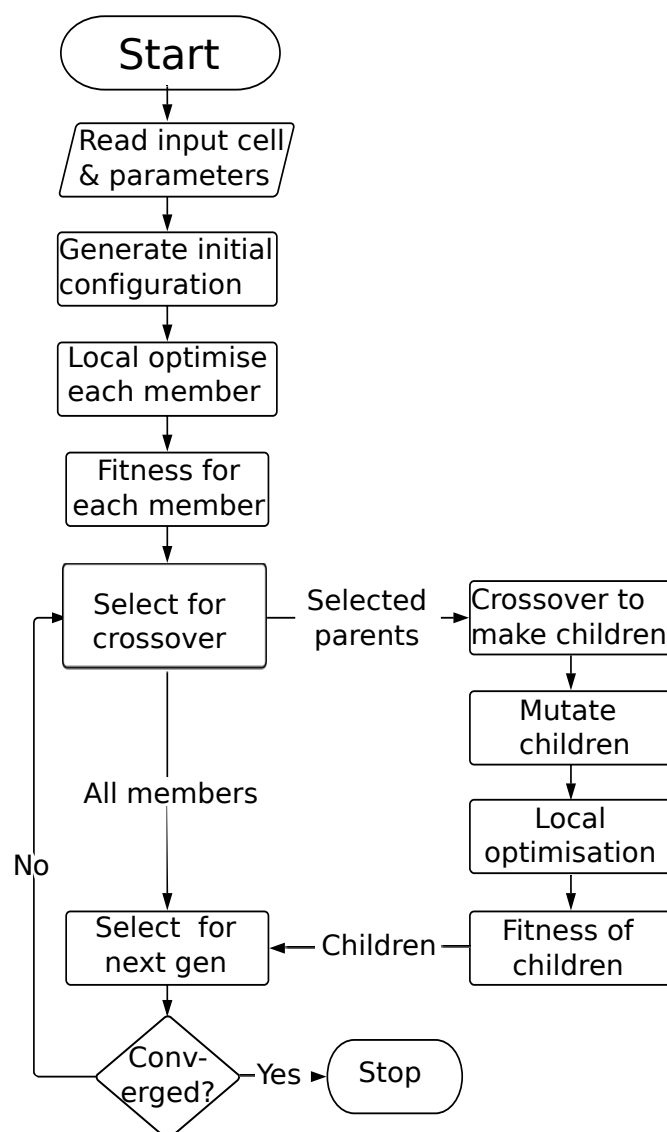 Start
Read input cell
& parameters
Generate initial
configuration
Local optimise
each member
Fitness for
each member
Select for
crossover
Selected
parents
Crossover to
make children
Mutate
children
All members
Local
optimisation
No
Select for
next gen
Children
Fitness of
children
Conv-
erged?
Yes
Stop